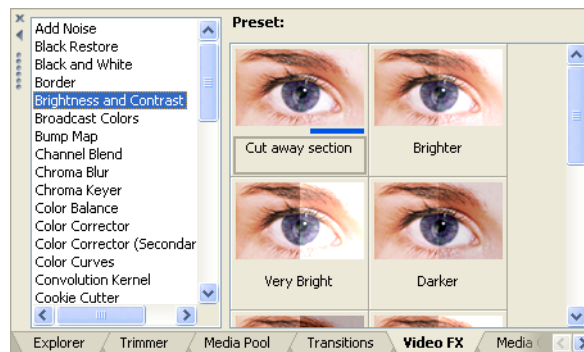 Preset:
Add Noise
Black Restore
Black and White
Border
Brightness and Contrast
Broadcast Colors
Bump Map
Channel Blend
Chroma Blur
Chroma Keyer
Color Balance
Color Corrector
Color Corrector (Secondar
Color Curves
Convolution Kernel
Cookie Cutter
Cut away section
Brighter
Very Bright
Darker
Explorer
Trimmer
Media Pool
Transitions
Video FX
Media